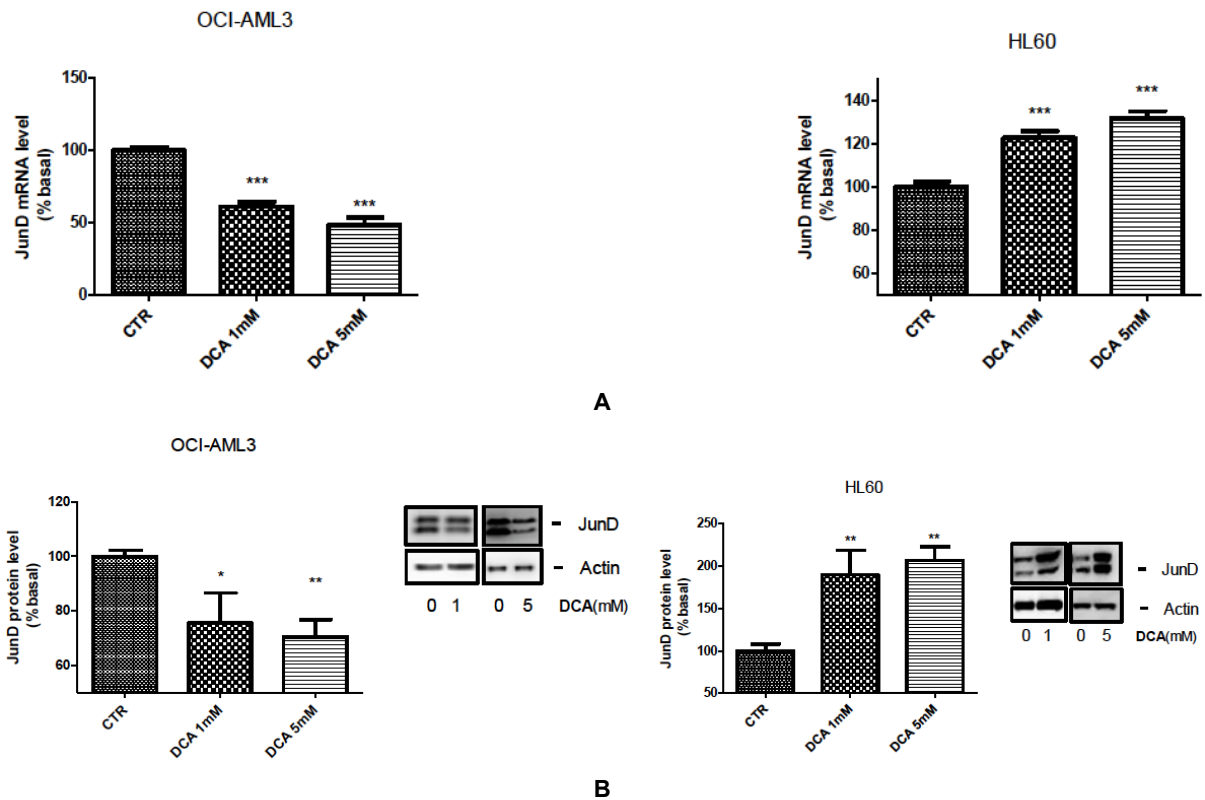 OCI-AML3
JunD mRNA level
(% basal)
150
100
50
0
***
***
CTR
DCA 1mM
DCA 5mM
HL60
JunD mRNA level
(% basal)
140
120
100
80
60
***
***
CTR
DCA 1mM
DCA 5mM
A
OCI-AML3
JunD protein level
(% basal)
120
100
80
60
*
**
CTR
DCA 1mM
DCA 5mM
- JunD
- Actin
0 1 0 5 DCA(mM)
HL60
JunD protein level
(% basal)
250
200
150
100
50
**
**
CTR
DCA 1mM
DCA 5mM
- JunD
- Actin
0 1 0 5 DCA(mM)
B